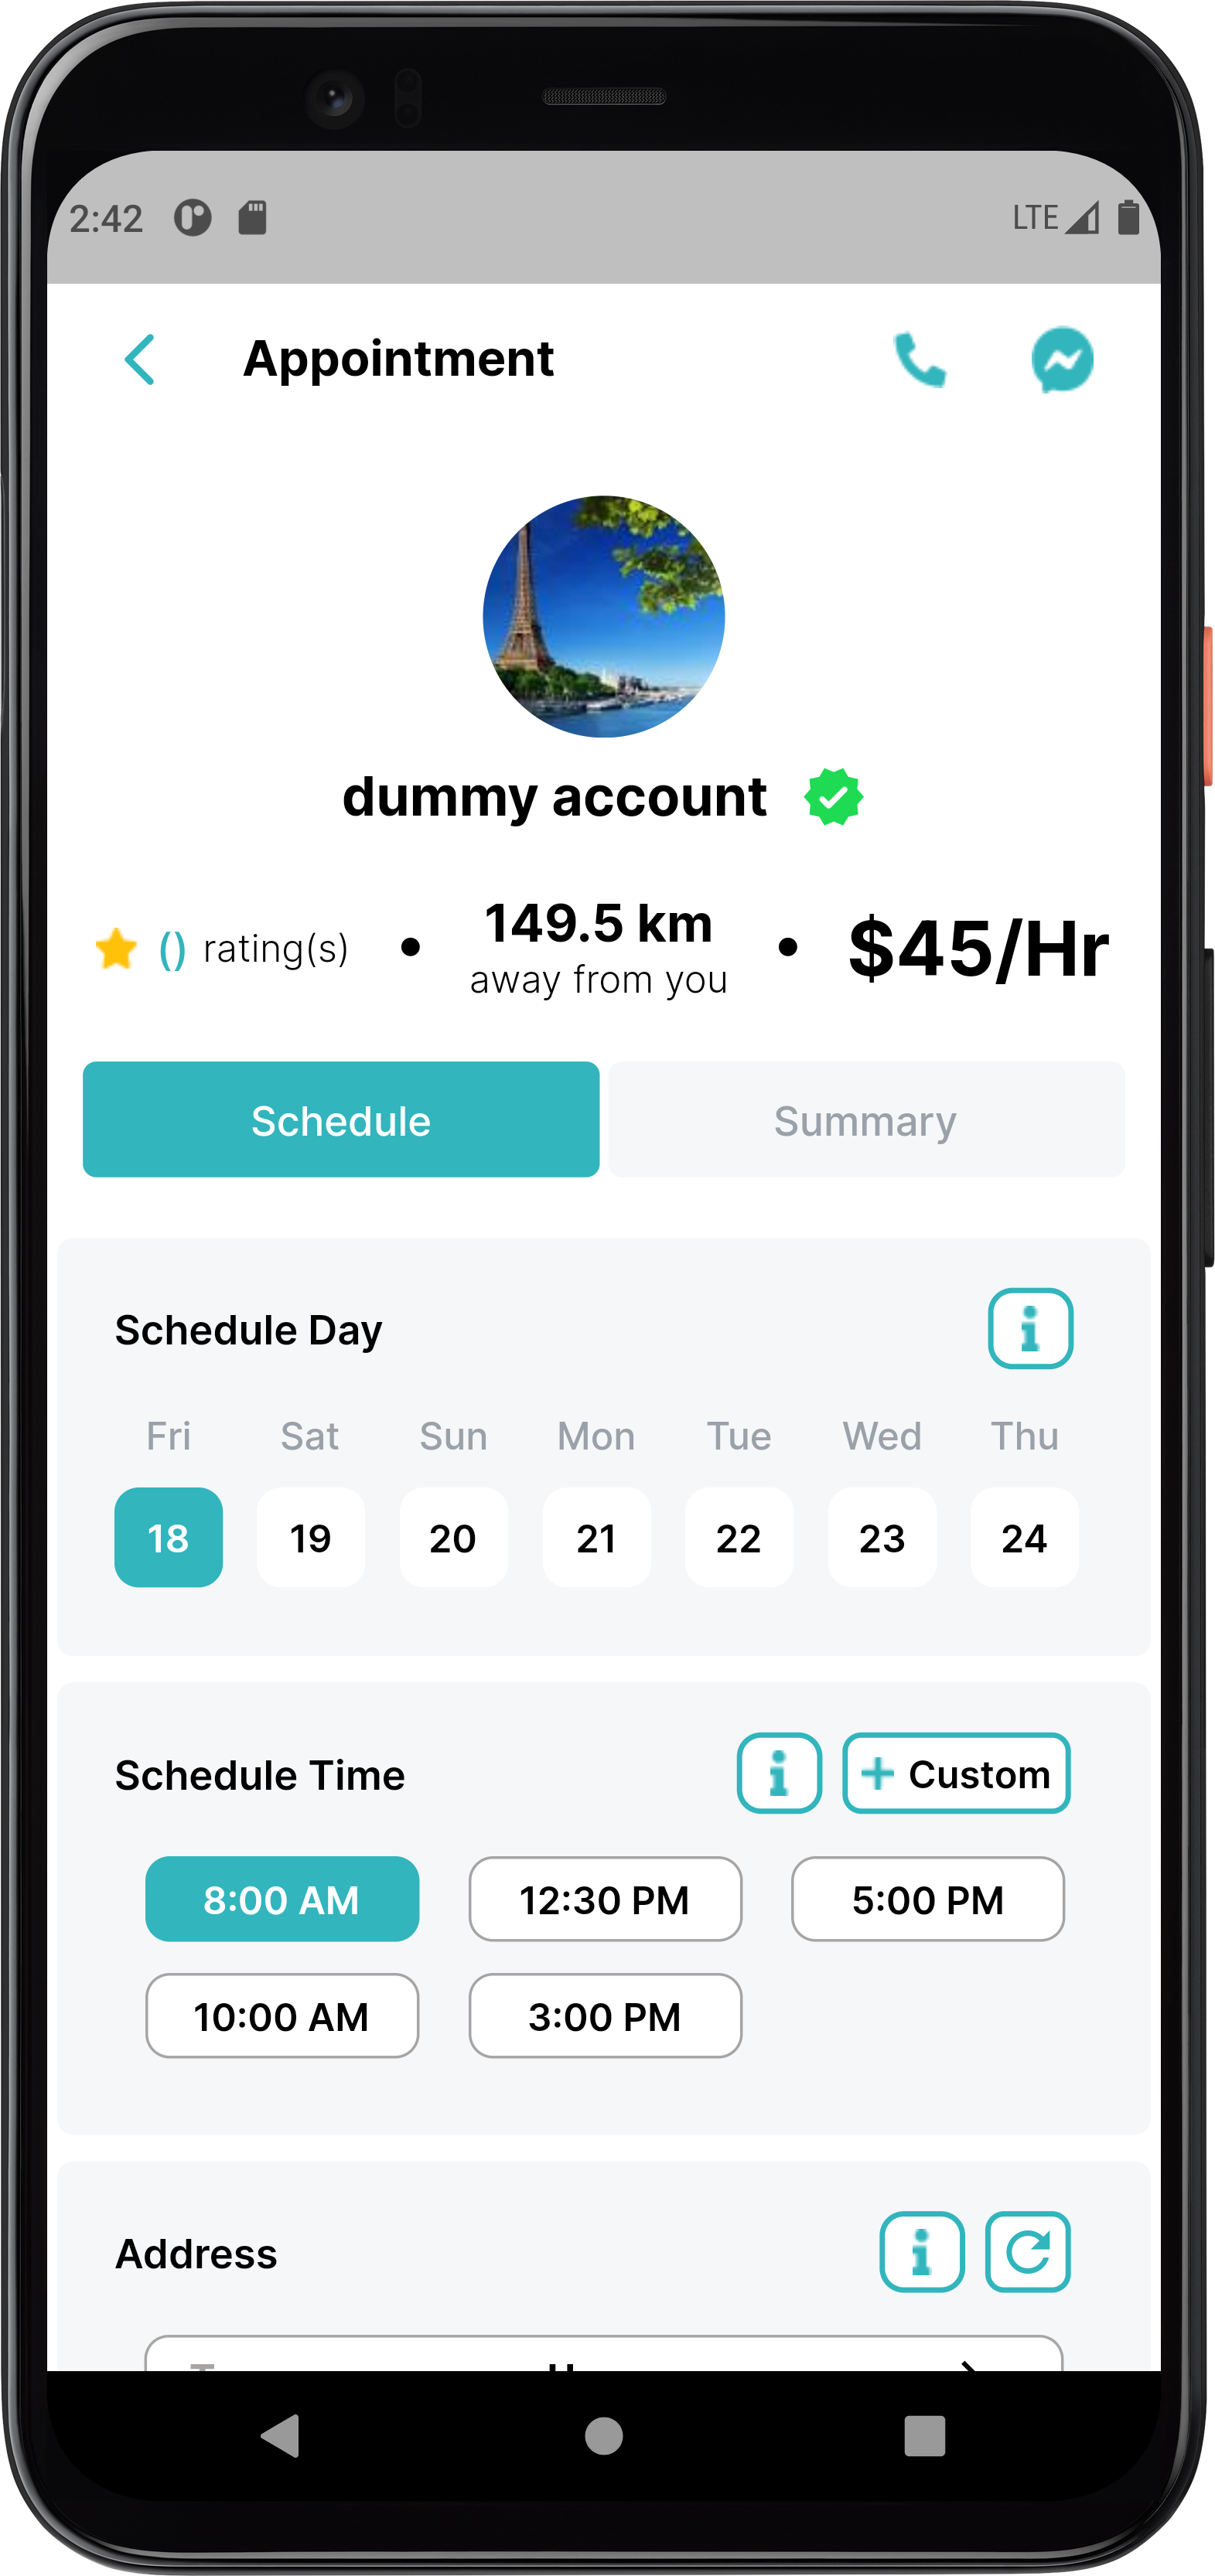 2:42
LTE
Appointment
dummy account
() rating(s) • 149.5 km away from you • $45/Hr
Schedule Summary
Schedule Day
Fri Sat Sun Mon Tue Wed Thu
18 19 20 21 22 23 24
Schedule Time
+ Custom
8:00 AM 12:30 PM 5:00 PM
10:00 AM 3:00 PM
Address